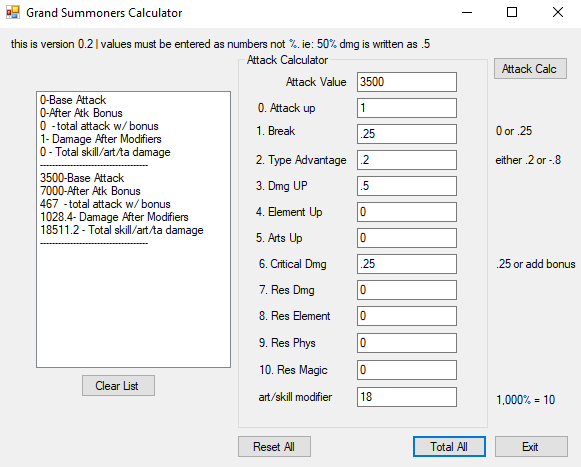 Grand Summoners Calculator
this is version 0.2 | values must be entered as numbers not %. ie: 50% dmg is written as .5
0-Base Attack
0-After Atk Bonus
0 - total attack w/ bonus
1- Damage After Modifiers
0 - Total skill/art/ta damage
------------------------------------
3500-Base Attack
7000-After Atk Bonus
467 - total attack w/ bonus
1028.4- Damage After Modifiers
18511.2 - Total skill/art/ta damage
------------------------------------
Clear List
Attack Calculator
Attack Value 3500
Attack Calc
0. Attack up 1
1. Break .25 0 or .25
2. Type Advantage .2 either .2 or -.8
3. Dmg UP .5
4. Element Up 0
5. Arts Up 0
6. Critical Dmg .25 .25 or add bonus
7. Res Dmg 0
8. Res Element 0
9. Res Phys 0
10. Res Magic 0
art/skill modifier 18 1,000% = 10
Reset All Total All Exit